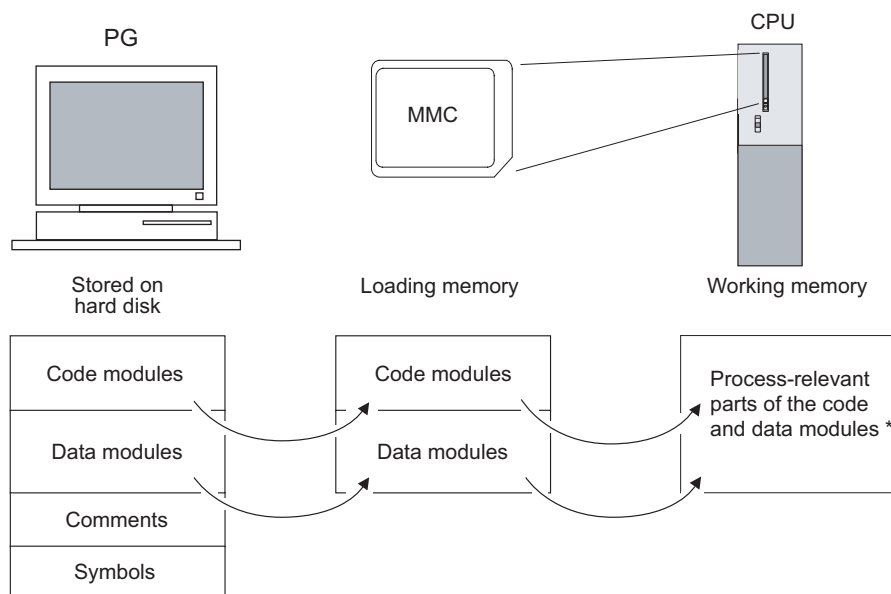 PG
MMC
CPU
Stored on
hard disk
Loading memory
Working memory
Code modules
Data modules
Comments
Symbols
Code modules
Data modules
Process-relevant
parts of the code
and data modules *